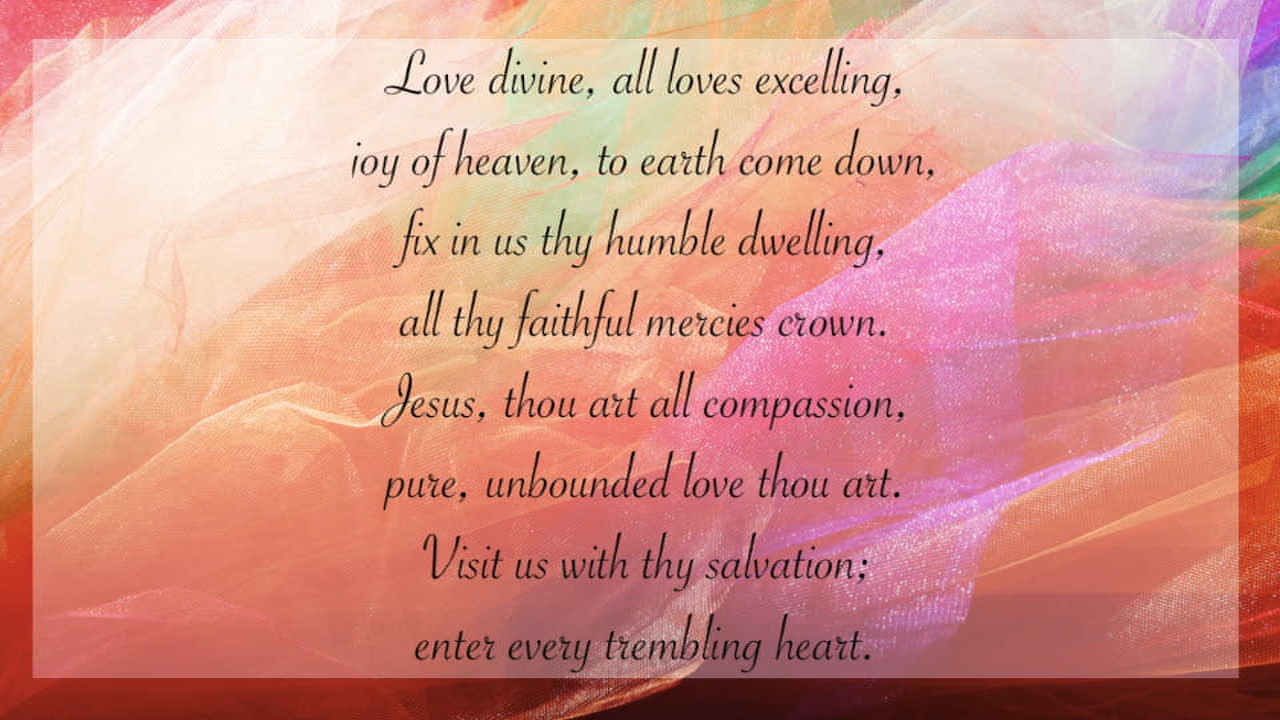 Love divine, all loves excelling,
joy of heaven, to earth come down,
fix in us thy humble dwelling,
all thy faithful mercies crown.
Jesus, thou art all compassion,
pure, unbounded love thou art.
Visit us with thy salvation;
enter every trembling heart.